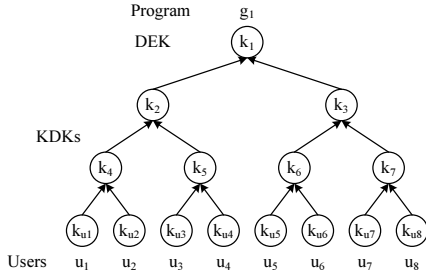 Program g1
DEK k1
k2 k3
KDKs
k4 k5 k6 k7
ku1 ku2 ku3 ku4 ku5 ku6 ku7 ku8
Users u1 u2 u3 u4 u5 u6 u7 u8